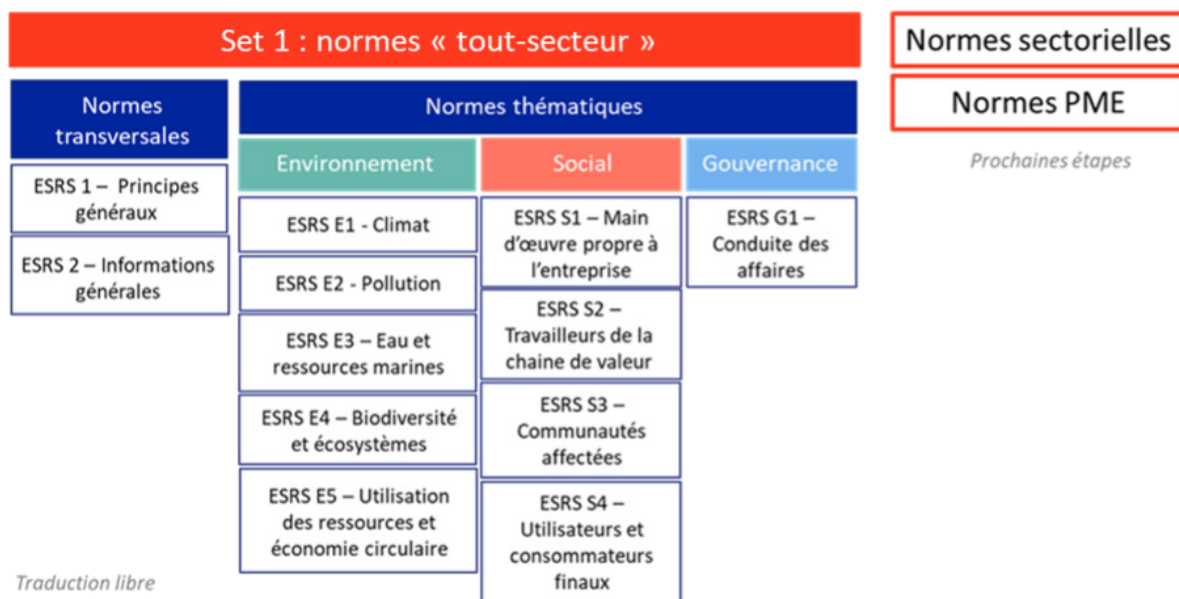 Set 1 : normes « tout-secteur »
Normes sectorielles
Normes PME
Prochaines étapes
Normes
transversales
Normes thématiques
Environnement
Social
Gouvernance
ESRS 1 – Principes
généraux
ESRS 2 – Informations
générales
ESRS E1 - Climat
ESRS E2 - Pollution
ESRS E3 – Eau et
ressources marines
ESRS E4 – Biodiversité
et écosystèmes
ESRS E5 – Utilisation
des ressources et
économie circulaire
ESRS S1 – Main
d’œuvre propre à
l’entreprise
ESRS S2 –
Travailleurs de la
chaine de valeur
ESRS S3 –
Communautés
affectées
ESRS S4 –
Utilisateurs et
consommateurs
finaux
ESRS G1 –
Conduite des
affaires
Traduction libre